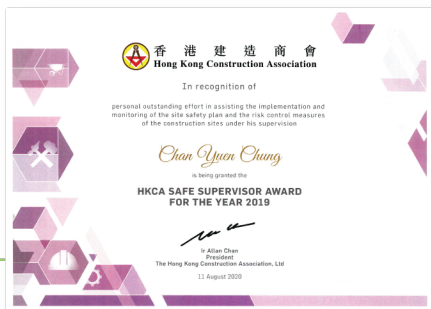 香港建造商會
Hong Kong Construction Association
In recognition of
personal outstanding effort in assisting the implementation and
monitoring of the site safety plan and the risk control measures
of the construction sites under his supervision
Chan Yuen Chung
is being granted the
HKCA SAFE SUPERVISOR AWARD
FOR THE YEAR 2019
Ir Allan Chan
President
The Hong Kong Construction Association, Ltd
11 August 2020